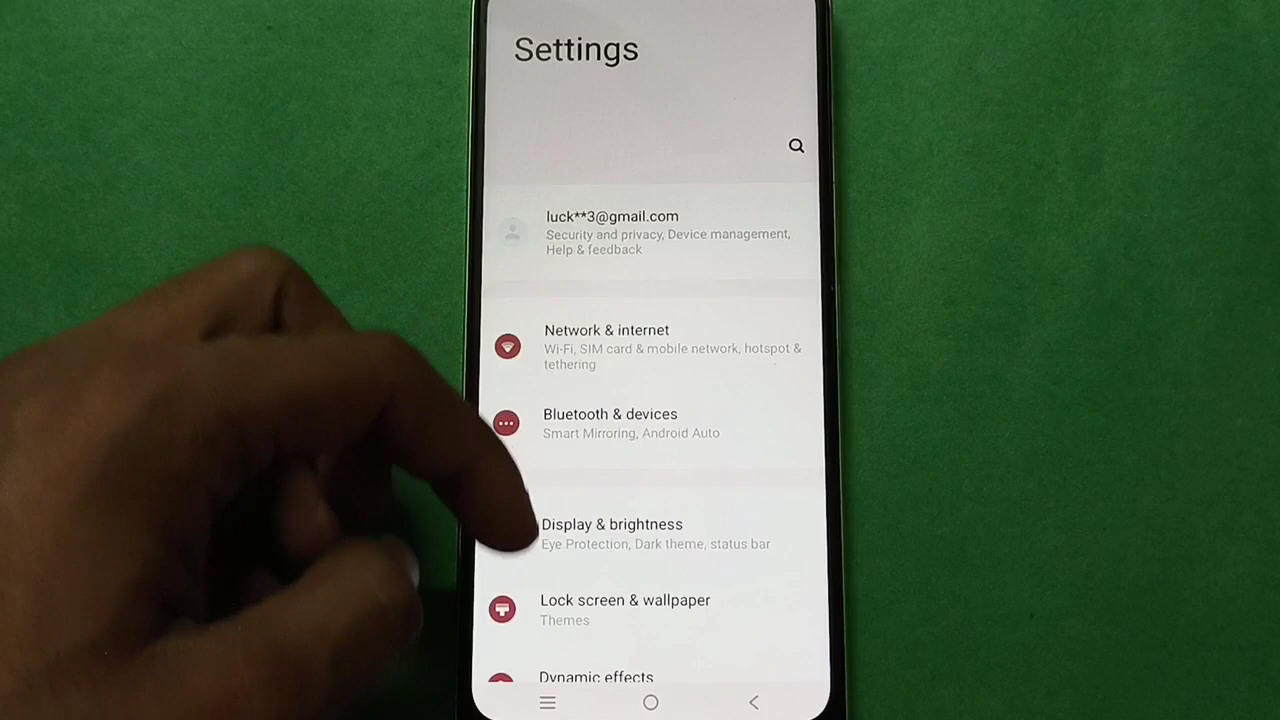 Settings
luck**3@gmail.com
Security and privacy, Device management,
Help & feedback
Network & internet
Wi-Fi, SIM card & mobile network, hotspot &
tethering
Bluetooth & devices
Smart Mirroring, Android Auto
Display & brightness
Eye Protection, Dark theme, status bar
Lock screen & wallpaper
Themes
Dynamic effects